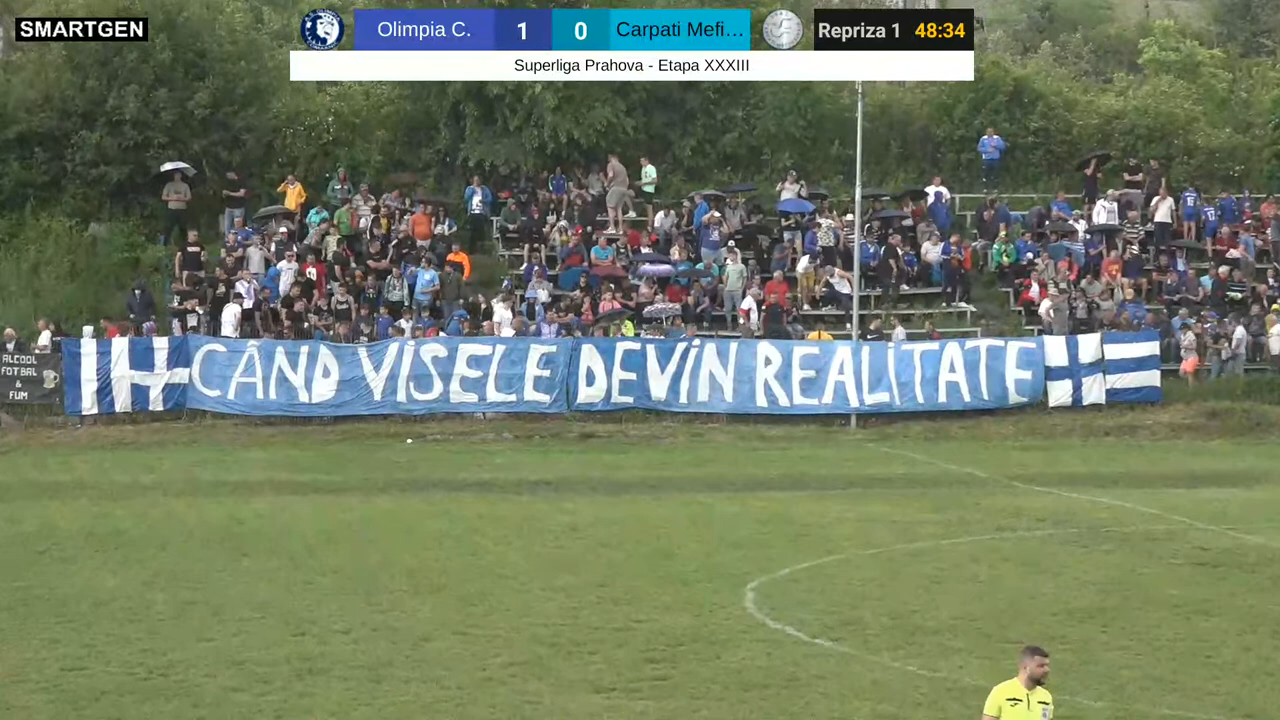 SMARTGEN
Olimpia C. 1 0 Carpati Mefi... Repriza 1 48:34
Superliga Prahova - Etapa XXXIII
CÂND VISELE DEVIN REALITATE
ALCOOL
FOTBAL
&
FUM